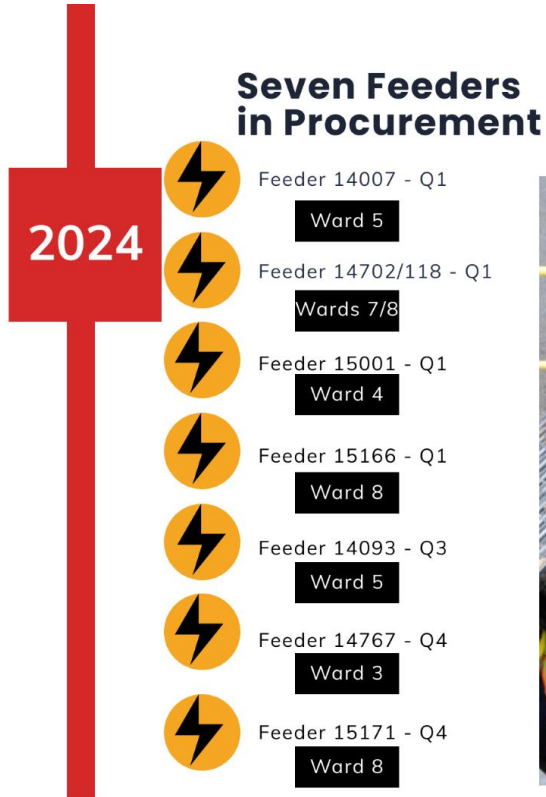 Seven Feeders
in Procurement
2024
Feeder 14007 - Q1
Ward 5
Feeder 14702/118 - Q1
Wards 7/8
Feeder 15001 - Q1
Ward 4
Feeder 15166 - Q1
Ward 8
Feeder 14093 - Q3
Ward 5
Feeder 14767 - Q4
Ward 3
Feeder 15171 - Q4
Ward 8